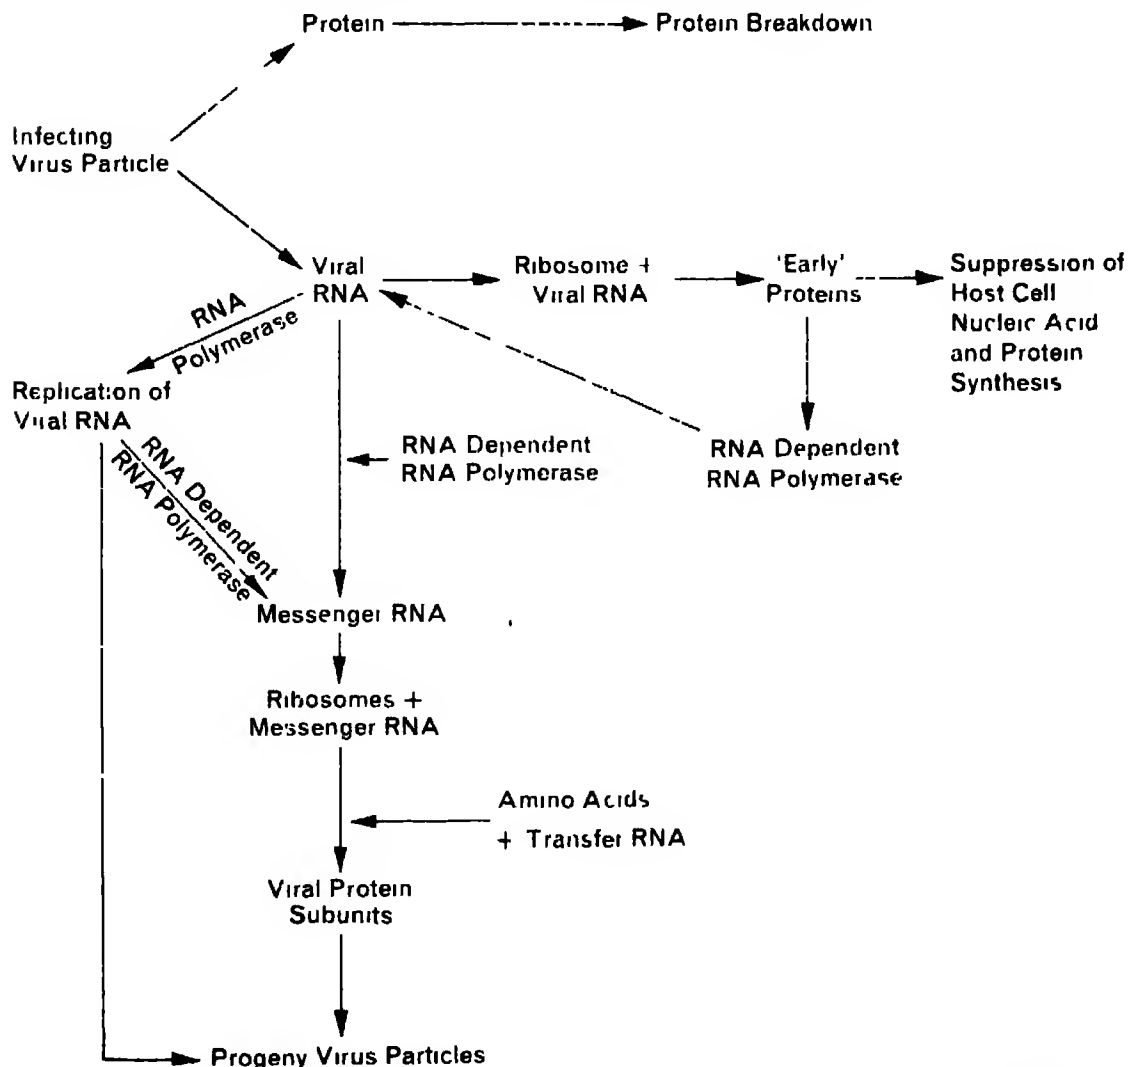 Protein
Protein Breakdown
Infecting
Virus Particle
Viral
RNA
Ribosome +
Viral RNA
'Early'
Proteins
Suppression of
Host Cell
Nucleic Acid
and Protein
Synthesis
RNA
Polymerase
Replication of
Viral RNA
RNA Dependent
RNA Polymerase
RNA Dependent
RNA Polymerase
RNA Dependent
RNA Polymerase
Messenger RNA
Ribosomes +
Messenger RNA
Amino Acids
+ Transfer RNA
Viral Protein
Subunits
Progeny Virus Particles